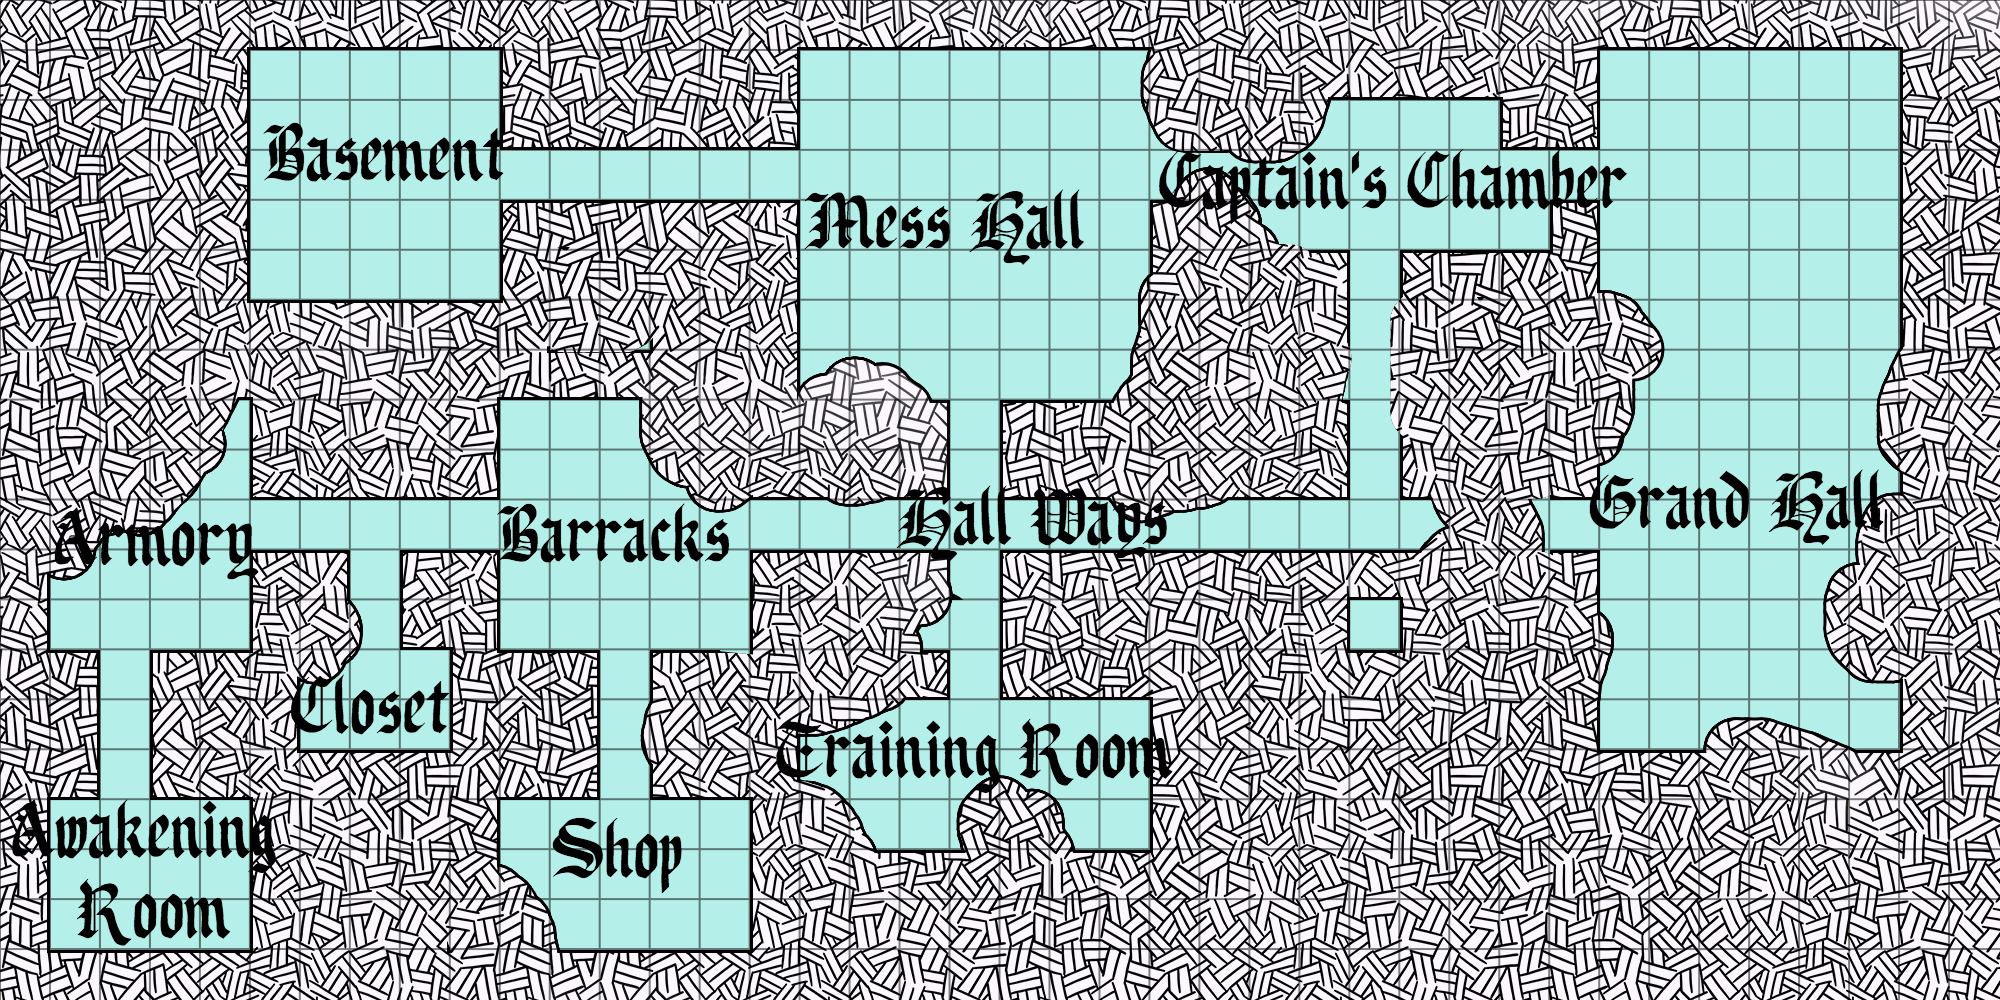 Basement
Mess Hall
Captain's Chamber
Armory
Barracks
Hall Ways
Grand Hall
Closet
Training Room
Awakening
Room
Shop